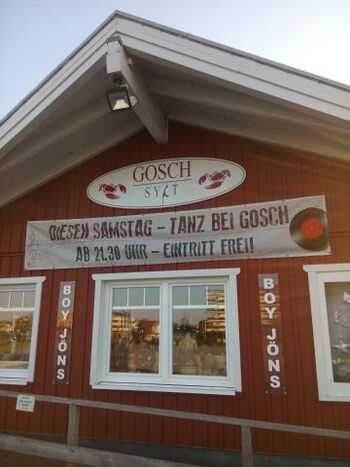 GOSCH
SYLT
DIESEN SAMSTAG - TANZ BEI GOSCH
AB 21.30 UHR - EINTRITT FREI!
BOY JÖNS
BOY JÖNS